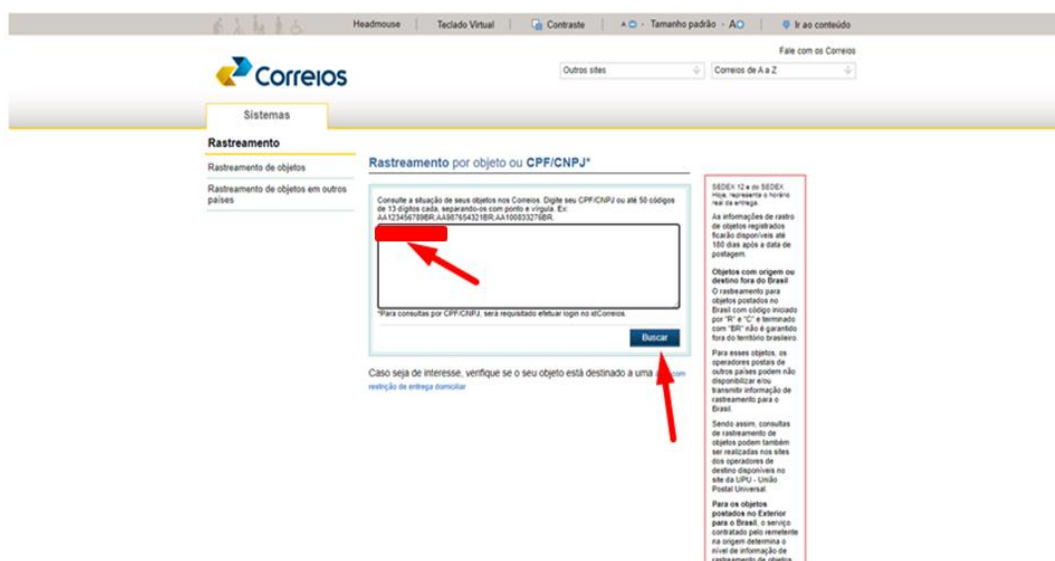 Headmouse
Teclado Virtual
Contraste
A - Tamanho padrão - A
Ir ao conteúdo
Fale com os Correios
Correios
Outros sites
Correios de A a Z
Sistemas
Rastreamento
Rastreamento de objetos
Rastreamento de objetos em outros
países
Rastreamento por objeto ou CPF/CNPJ*
Consulte a situação de seus objetos nos Correios. Digite seu CPF/CNPJ ou até 50 códigos
de 13 dígitos cada, separando-os com ponto e vírgula. Ex:
AA123456789BR;AA987654321BR;AA100833276BR.
*Para consultas por CPF/CNPJ, será requisitado efetuar login no idCorreios.
Buscar
Caso seja de interesse, verifique se o seu objeto está destinado a uma com
restrição de entrega domiciliar
SEDEX 12 e do SEDEX
Hoje, representa o horário
real da entrega.
As informações de rastro
de objetos registrados
ficarão disponíveis até
180 dias após a data de
postagem.
Objetos com origem ou
destino fora do Brasil
O rastreamento para
objetos postados no
Brasil com código iniciado
por "R" e "C" e terminado
com "BR" não é garantido
fora do território brasileiro.
Para esses objetos, os
operadores postais de
outros países podem não
disponibilizar e/ou
transmitir informação de
rastreamento para o
Brasil.
Sendo assim, consultas
de rastreamento de
objetos podem também
ser realizadas nos sites
dos operadores de
destino disponíveis no
site da UPU - União
Postal Universal.
Para os objetos
postados no Exterior
para o Brasil, o serviço
contratado pelo remetente
na origem determina o
nível de informação de
rastreamento de objetos